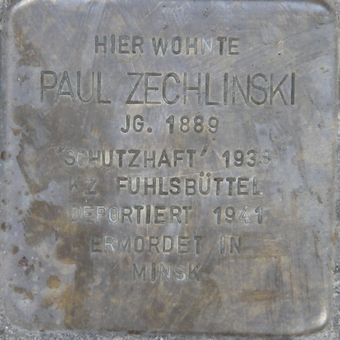 HIER WOHNTE
PAUL ZECHLINSKI
JG. 1889
'SCHUTZHAFT' 1938
KZ FUHLSBÜTTEL
DEPORTIERT 1941
ERMORDET IN
MINSK